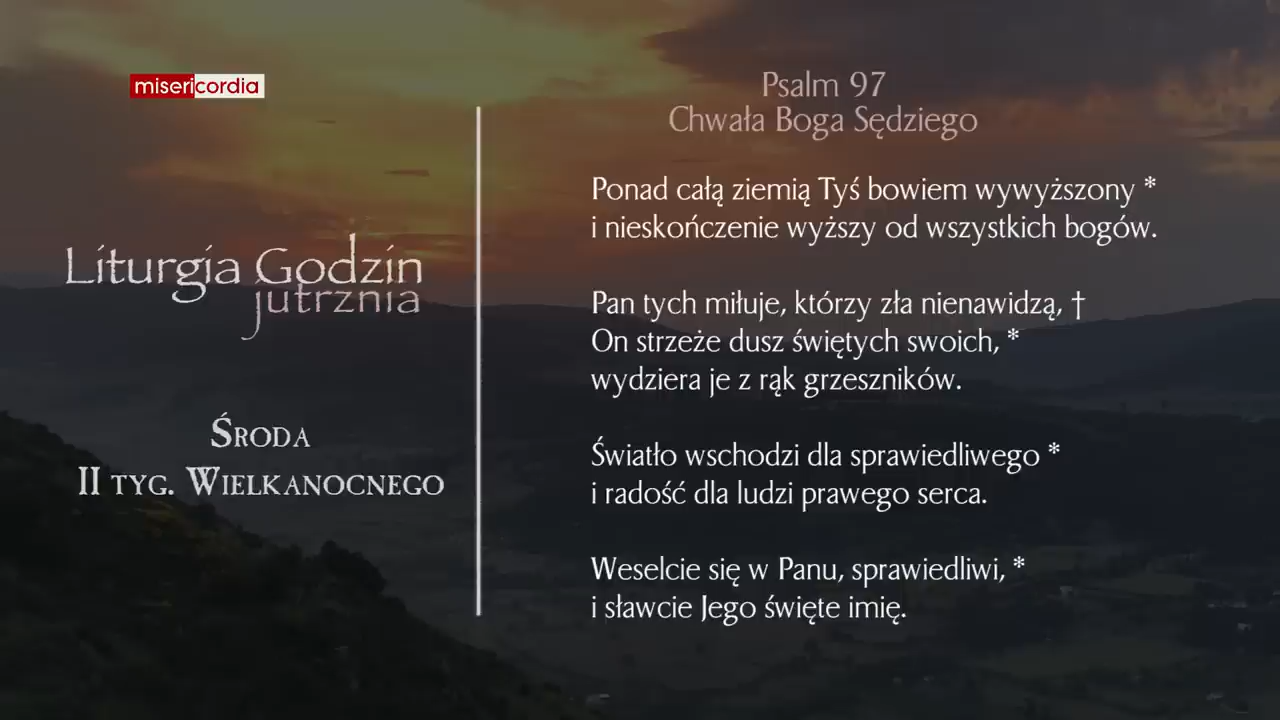 misericordia
Liturgia Godzin
jutrznia
Środa
II tyg. Wielkanocnego
Psalm 97
Chwała Boga Sędziego
Ponad całą ziemią Tyś bowiem wywyższony *
i nieskończenie wyższy od wszystkich bogów.
Pan tych miłuje, którzy zła nienawidzą, †
On strzeże dusz świętych swoich, *
wydziera je z rąk grzeszników.
Światło wschodzi dla sprawiedliwego *
i radość dla ludzi prawego serca.
Weselcie się w Panu, sprawiedliwi, *
i sławcie Jego święte imię.